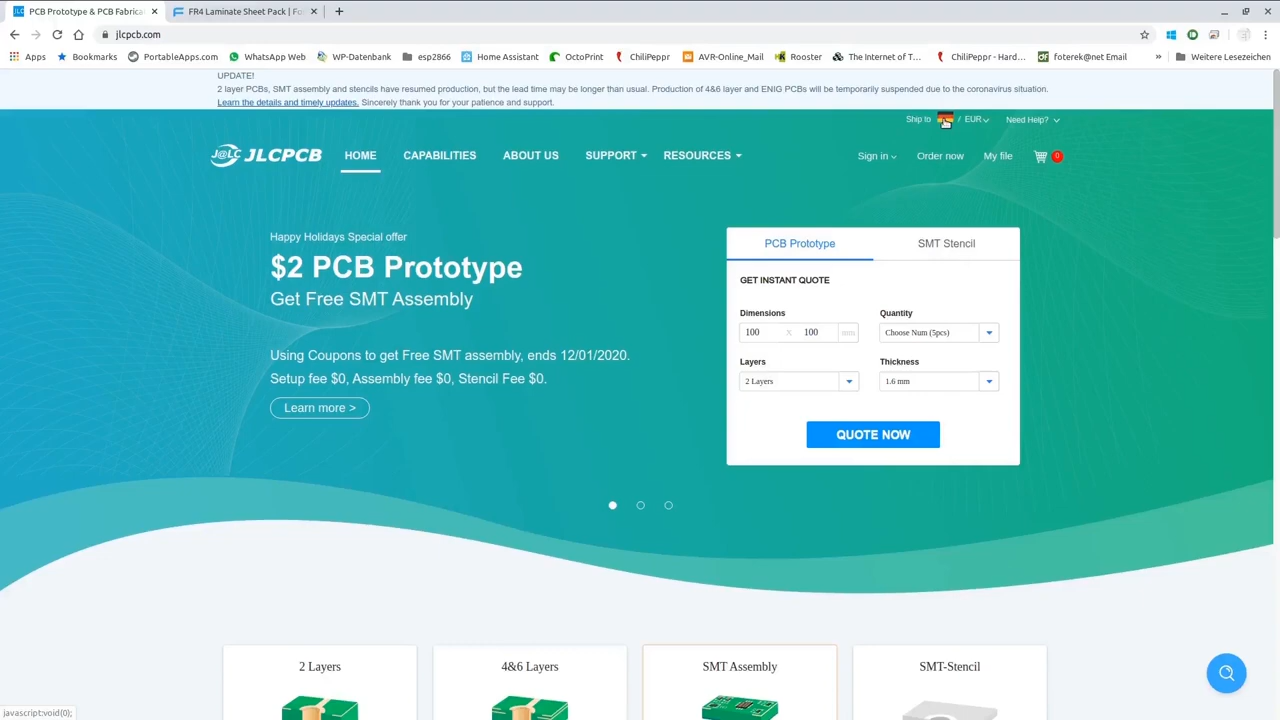 PCB Prototype & PCB Fabrica
FR4 Laminate Sheet Pack | Fo
jlcpcb.com
Apps
Bookmarks
PortableApps.com
WhatsApp Web
WP-Datenbank
esp2866
Home Assistant
OctoPrint
ChiliPeppr
AVR-Online_Mail
Rooster
The Internet of T...
ChiliPeppr - Hard...
foterek@net Email
»
Weitere Lesezeichen
UPDATE!
2 layer PCBs, SMT assembly and stencils have resumed production, but the lead time may be longer than usual. Production of 4&6 layer and ENIG PCBs will be temporarily suspended due to the coronavirus situation.
Learn the details and timely updates. Sincerely thank you for your patience and support.
Ship to / EUR
Need Help?
J@LC JLCPCB
HOME
CAPABILITIES
ABOUT US
SUPPORT
RESOURCES
Sign in
Order now
My file
0
Happy Holidays Special offer
$2 PCB Prototype
Get Free SMT Assembly
Using Coupons to get Free SMT assembly, ends 12/01/2020.
Setup fee $0, Assembly fee $0, Stencil Fee $0.
Learn more >
PCB Prototype
SMT Stencil
GET INSTANT QUOTE
Dimensions
Quantity
100 X 100 mm
Choose Num (5pcs)
Layers
Thickness
2 Layers
1.6 mm
QUOTE NOW
2 Layers
4&6 Layers
SMT Assembly
SMT-Stencil
javascript:void(0);